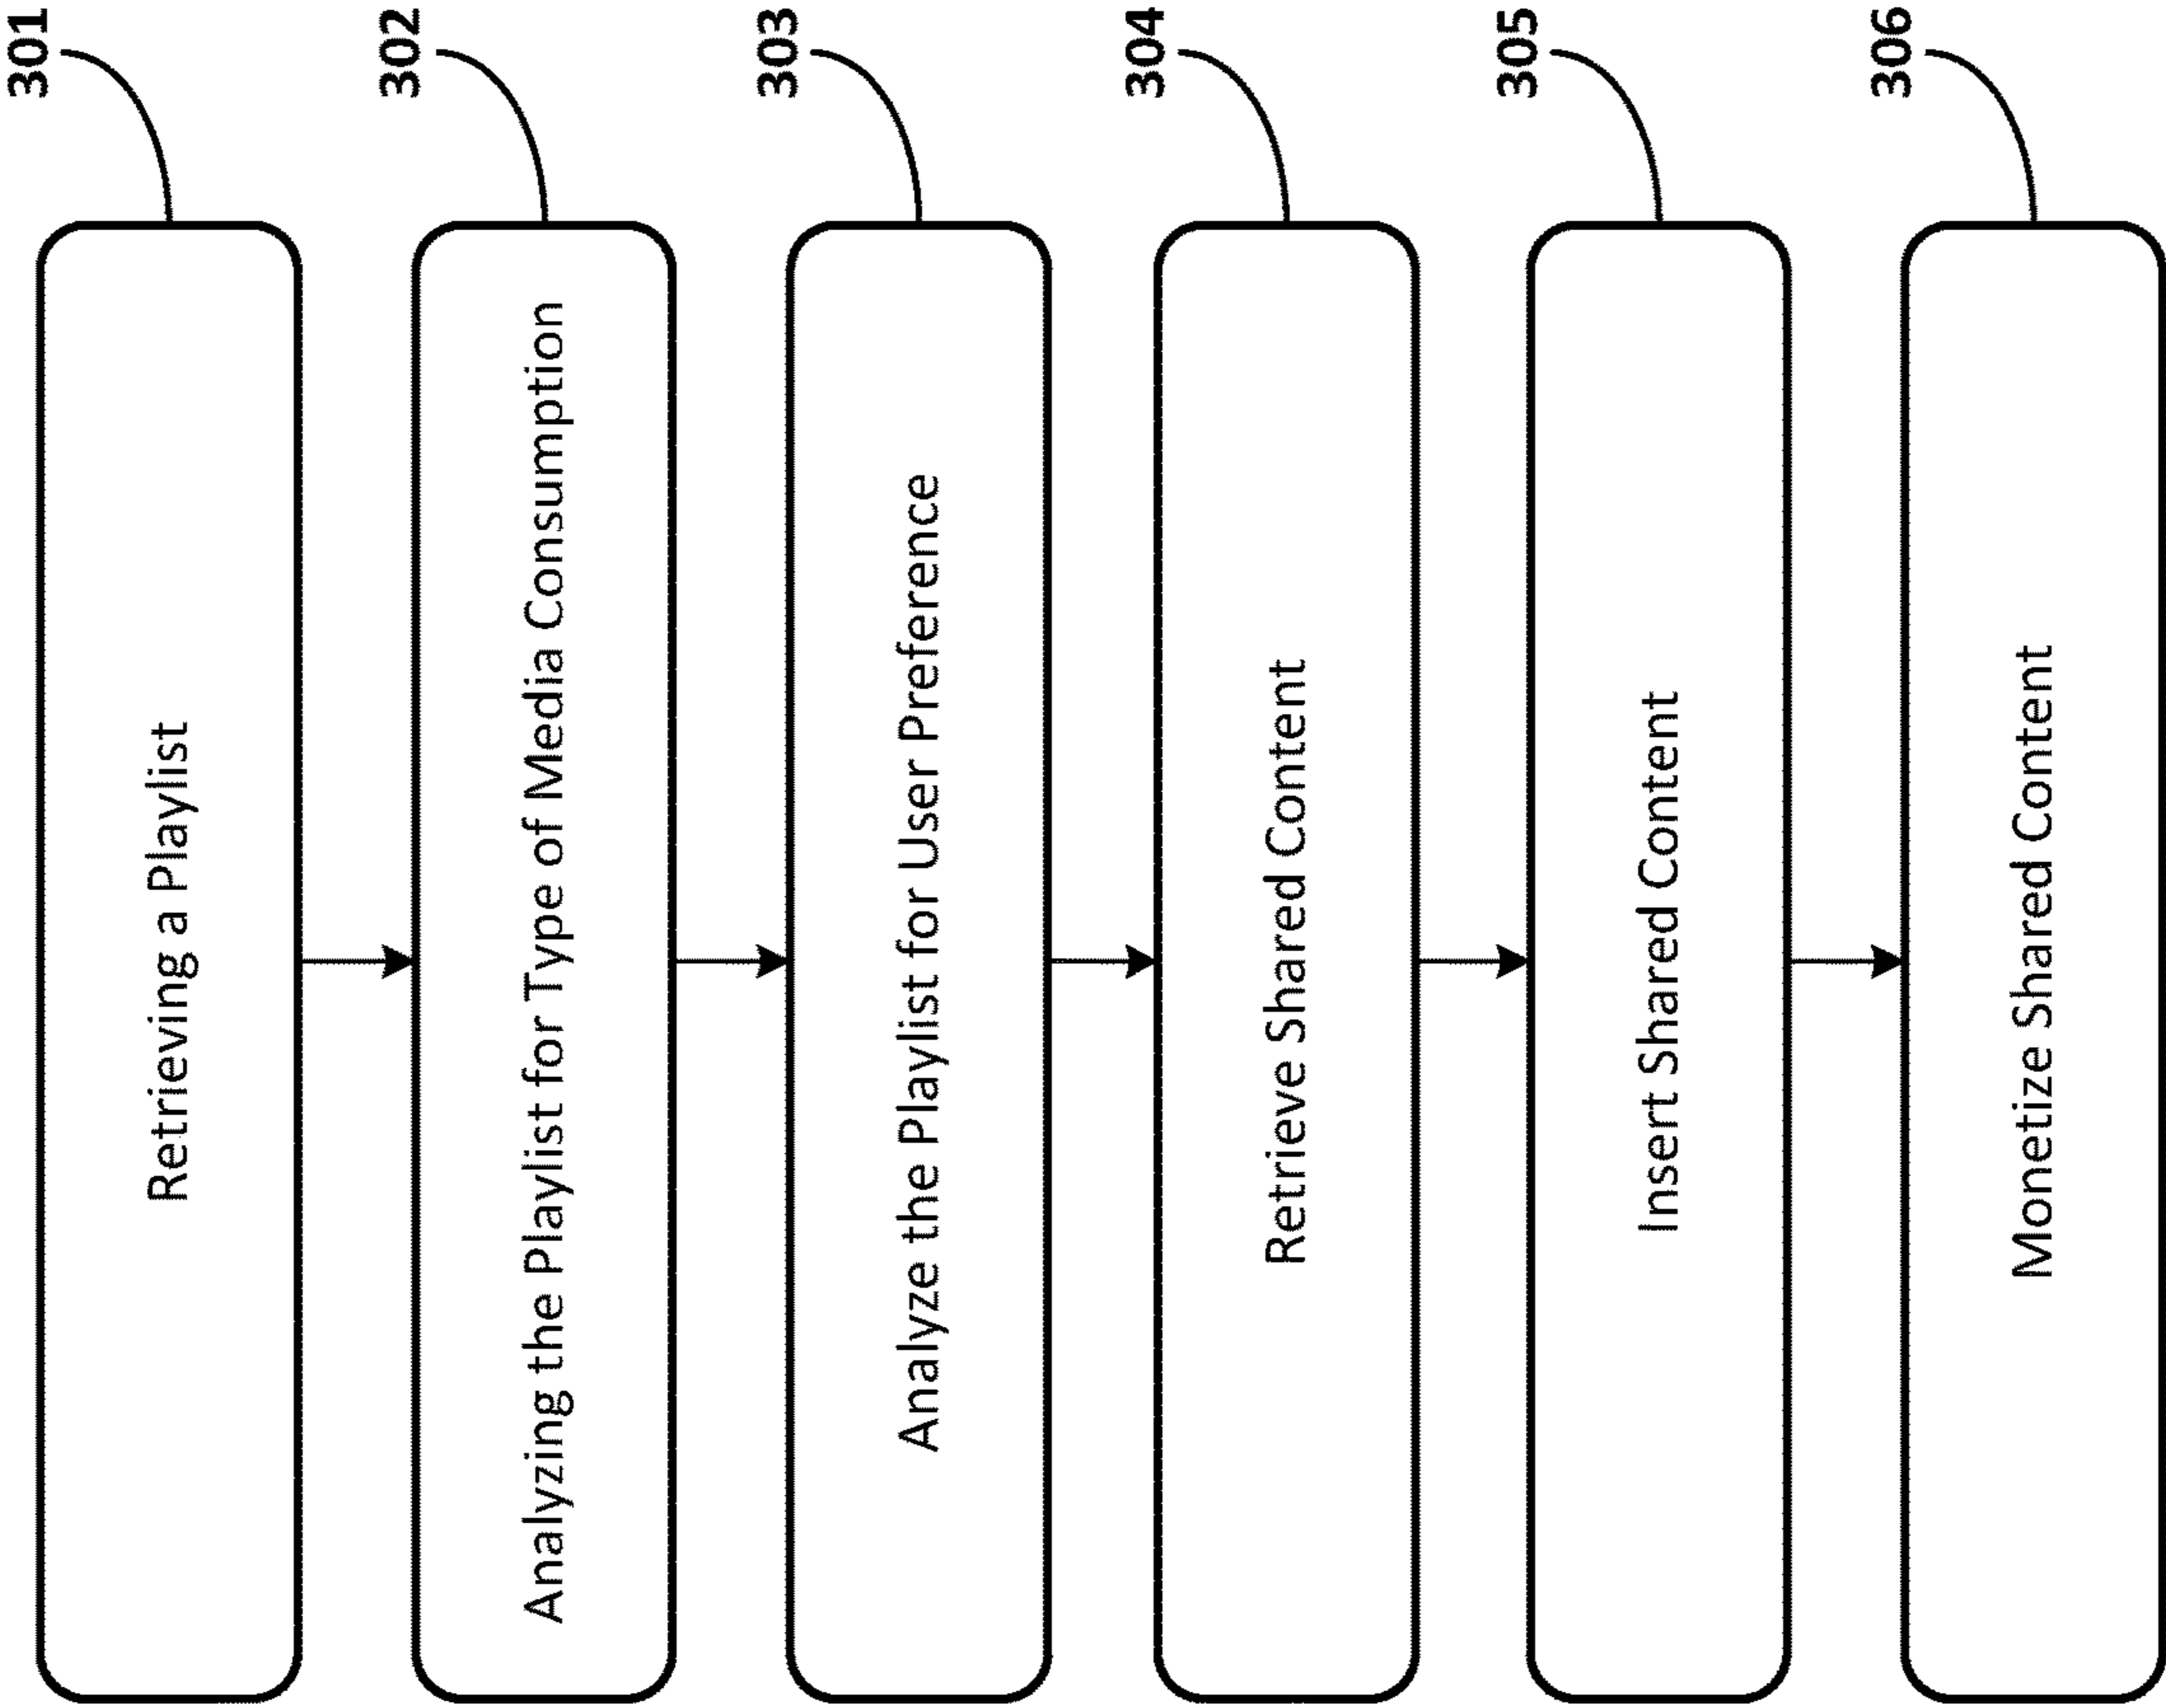 301
Retrieving a Playlist
302
Analyzing the Playlist for Type of Media Consumption
303
Analyze the Playlist for User Preference
304
Retrieve Shared Content
305
Insert Shared Content
306
Monetize Shared Content